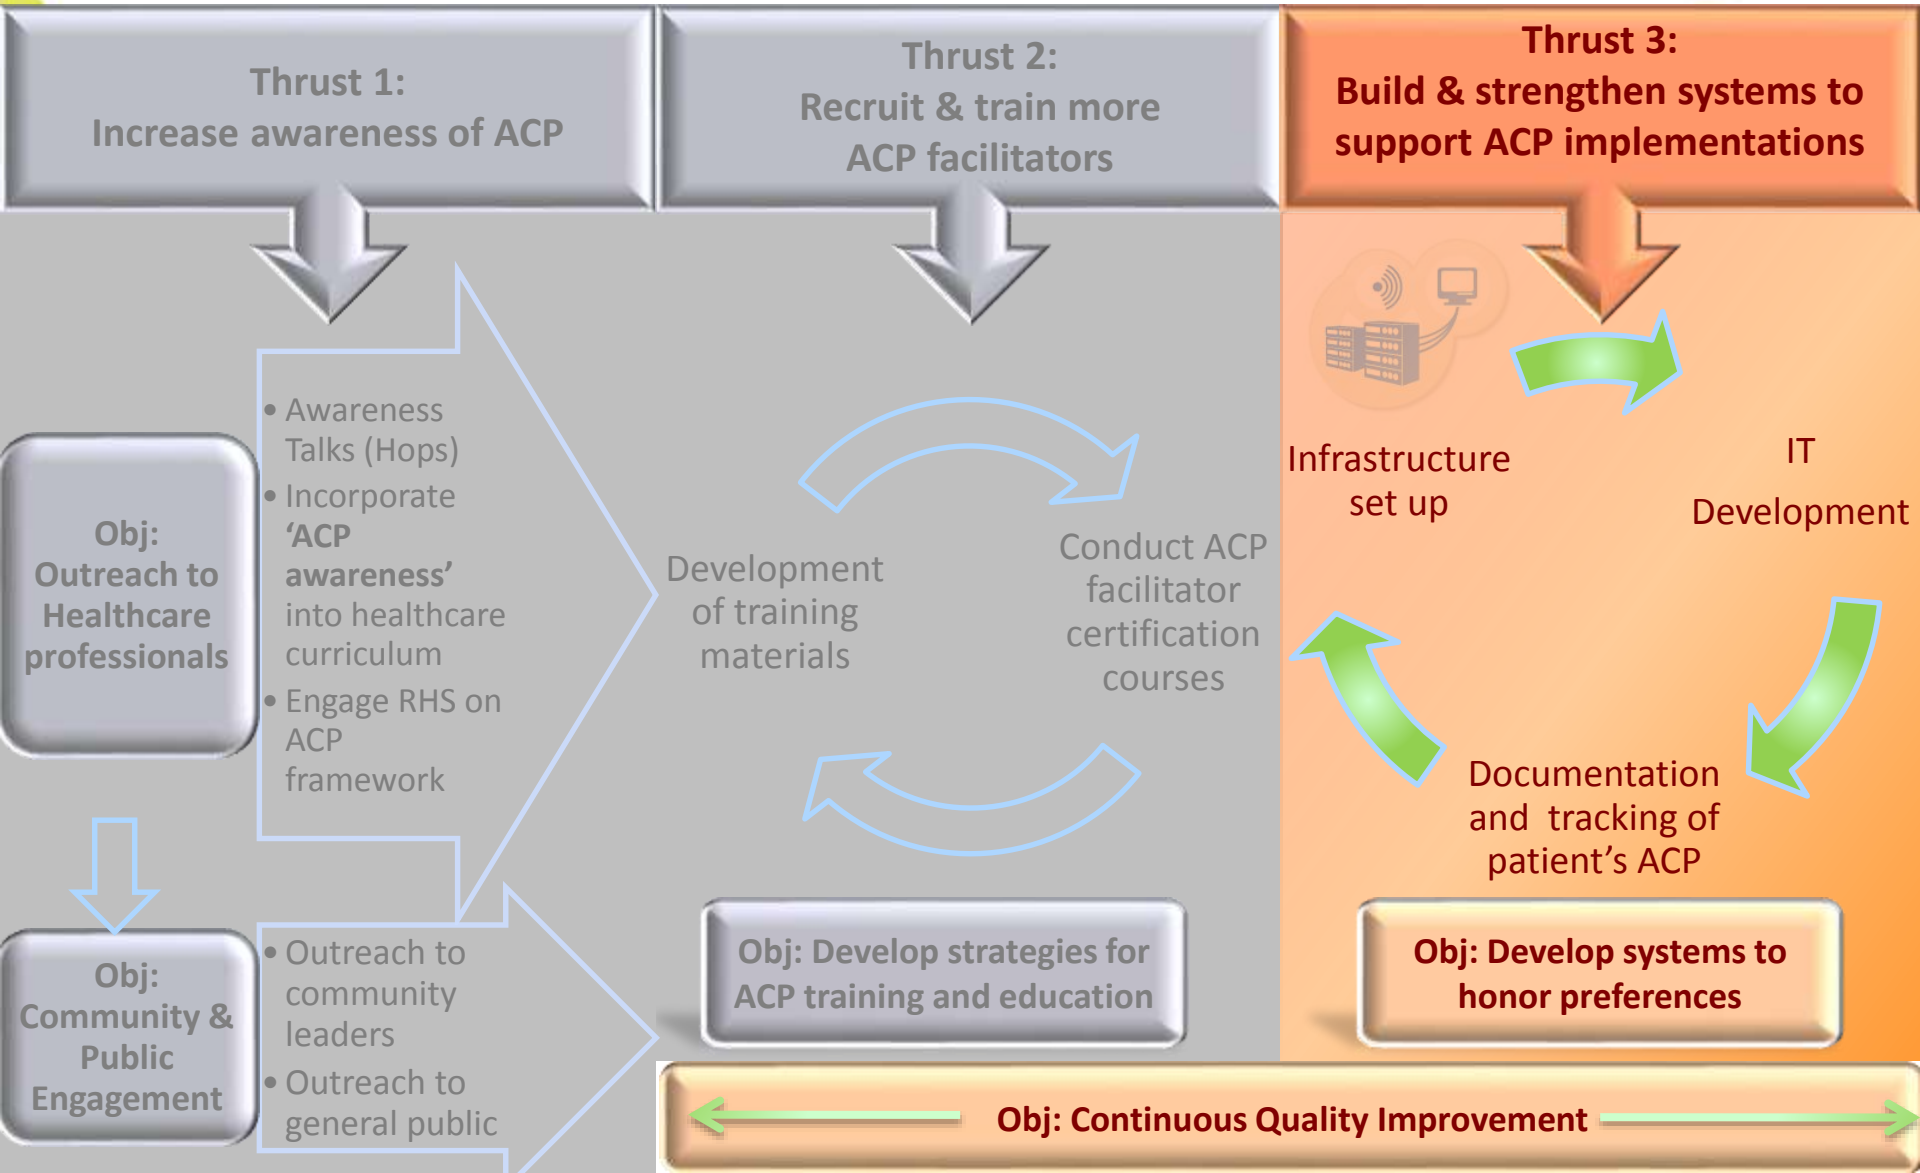 Thrust 1:
Increase awareness of ACP
Thrust 2:
Recruit & train more
ACP facilitators
Thrust 3:
Build & strengthen systems to
support ACP implementations
Obj:
Outreach to
Healthcare
professionals
• Awareness
Talks (Hops)
• Incorporate
‘ACP
awareness’
into healthcare
curriculum
• Engage RHS on
ACP
framework
Obj:
Community &
Public
Engagement
• Outreach to
community
leaders
• Outreach to
general public
Development
of training
materials
Conduct ACP
facilitator
certification
courses
Obj: Develop strategies for
ACP training and education
Infrastructure
set up
IT
Development
Documentation
and tracking of
patient’s ACP
Obj: Develop systems to
honor preferences
Obj: Continuous Quality Improvement